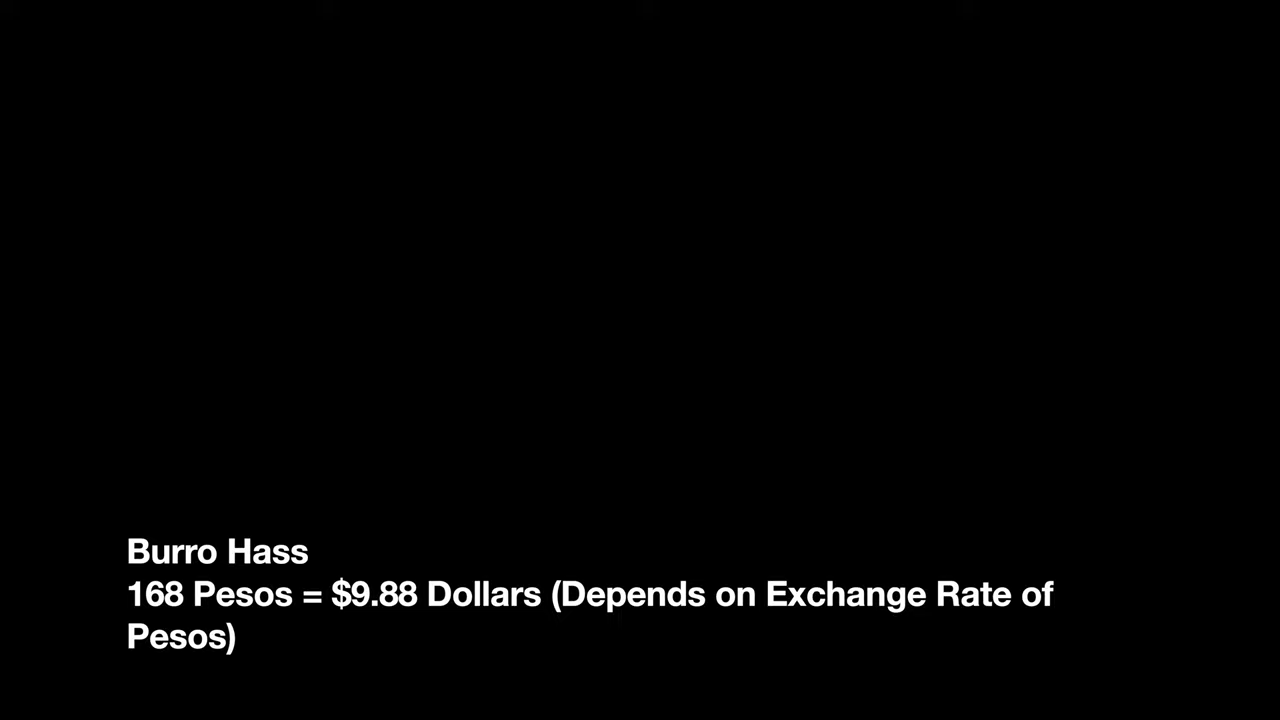 Burro Hass
168 Pesos = $9.88 Dollars (Depends on Exchange Rate of
Pesos)